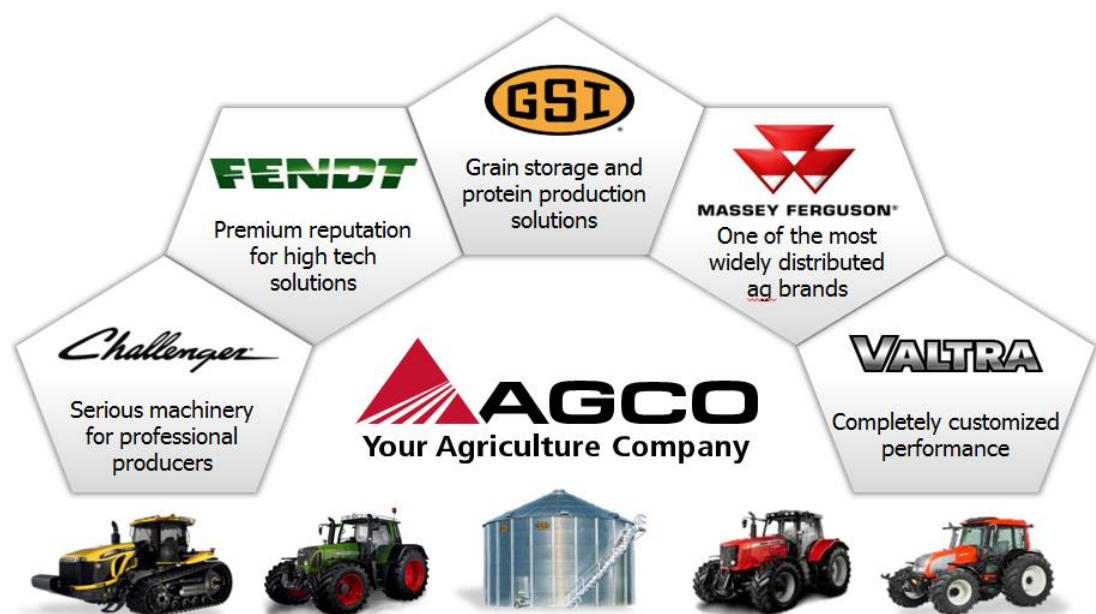 GSI
Grain storage and
protein production
solutions
FENDT
Premium reputation
for high tech
solutions
MASSEY FERGUSON®
One of the most
widely distributed
ag brands
Challenger
Serious machinery
for professional
producers
VALTRA
Completely customized
performance
AGCO
Your Agriculture Company